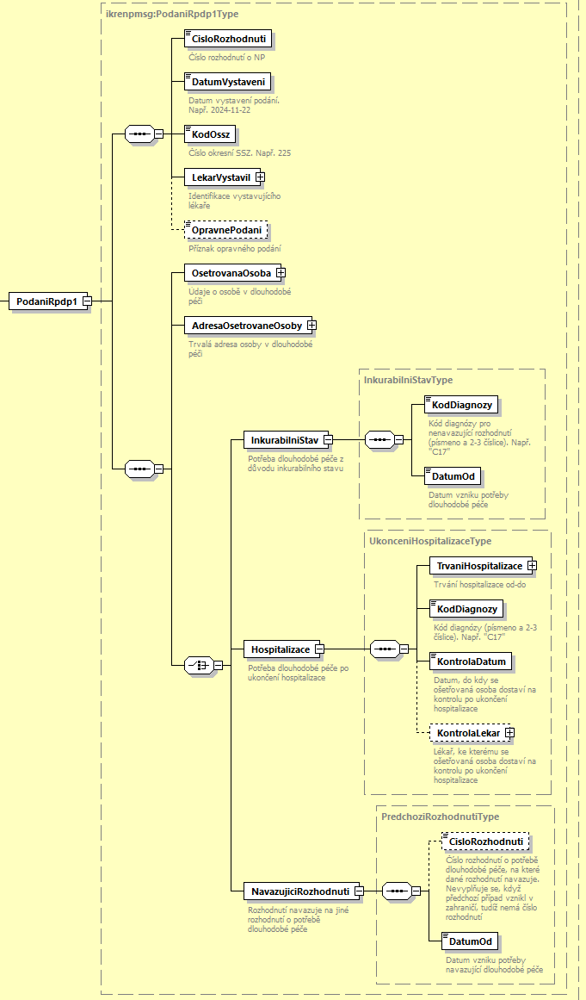 ikrenpmsg:PodaniRpdp1Type
CisloRozhodnuti
Číslo rozhodnutí o NP
DatumVystaveni
Datum vystavení podání.
Např. 2024-11-22
KodOssz
Číslo okresní SSZ. Např. 225
LekarVystavil
Identifikace vystavujícího
lékaře
OpravnePodani
Příznak opravného podání
PodaniRpdp1
OsetrovanaOsoba
Údaje o osobě v dlouhodobé
péči
AdresaOsetrovaneOsoby
Trvalá adresa osoby v dlouhodobé
péči
InkurabilniStav
Potřeba dlouhodobé péče z
důvodu inkurabilního stavu
InkurabilniStavType
KodDiagnozy
Kód diagnózy pro
nenavazující rozhodnutí
(písmeno a 2-3 číslice). Např.
"C17"
DatumOd
Datum vzniku potřeby
dlouhodobé péče
Hospitalizace
Potřeba dlouhodobé péče po
ukončení hospitalizace
UkonceniHospitalizaceType
TrvaniHospitalizace
Trvání hospitalizace od-do
KodDiagnozy
Kód diagnózy (písmeno a 2-3
číslice). Např. "C17"
KontrolaDatum
Datum, do kdy se
ošetřovaná osoba dostaví na
kontrolu po ukončení
hospitalizace
KontrolaLekar
Lékař, ke kterému se
ošetřovaná osoba dostaví na
kontrolu po ukončení
hospitalizace
NavazujiciRozhodnuti
Rozhodnutí navazuje na jiné
rozhodnutí o potřebě
dlouhodobé péče
PredchoziRozhodnutiType
CisloRozhodnuti
Číslo rozhodnutí o potřebě
dlouhodobé péče, na které
dané rozhodnutí navazuje.
Nevyplňuje se, když
předchozí případ vznikl v
zahraničí, tudíž nemá číslo
rozhodnutí
DatumOd
Datum vzniku potřeby
navazující dlouhodobé péče